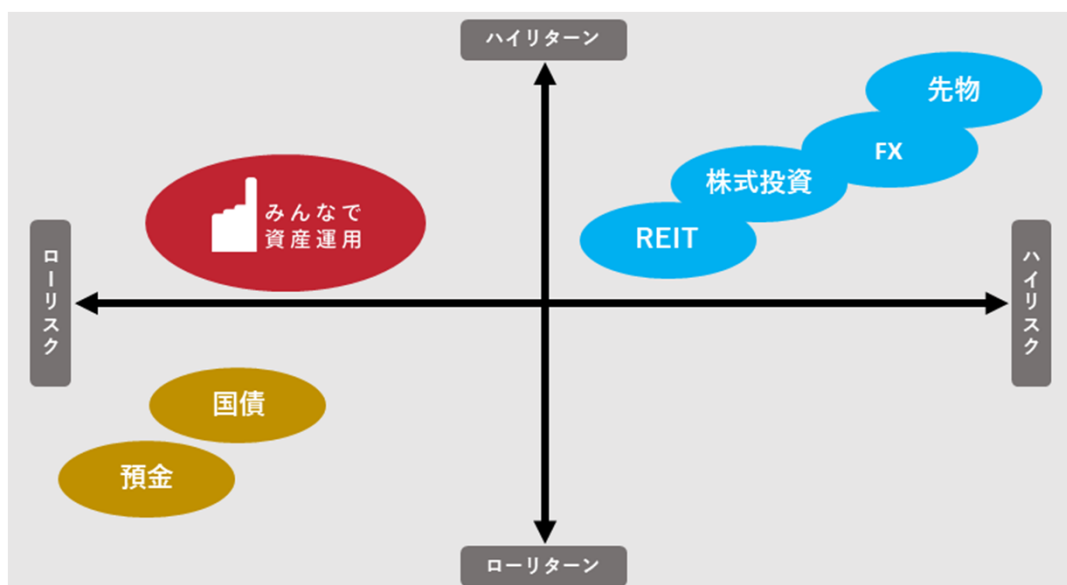 ハイリターン
先物
FX
株式投資
みんなで
資産運用
REIT
ローリスク
ハイリスク
国債
預金
ローリターン